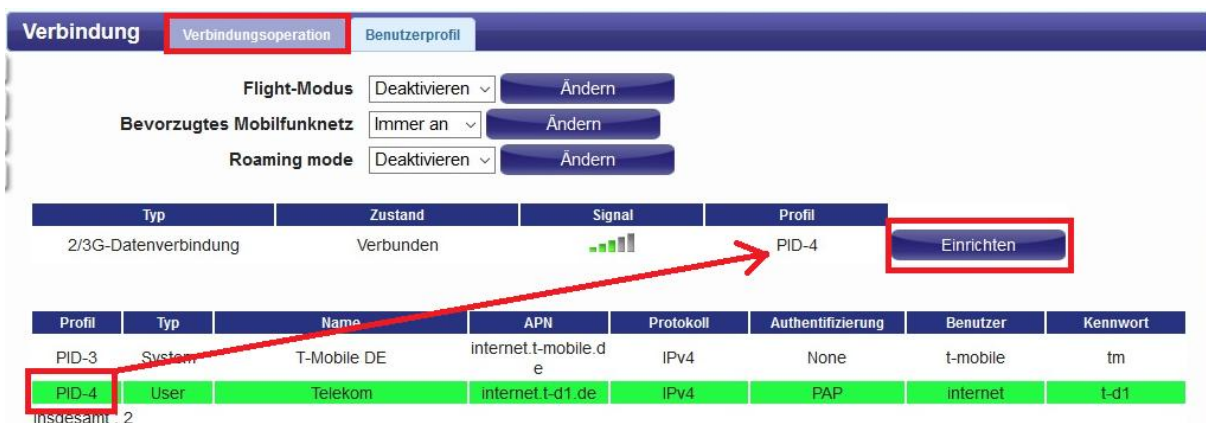 Verbindung Verbindungsoperation Benutzerprofil
Flight-Modus Deaktivieren Ändern
Bevorzugtes Mobilfunknetz Immer an Ändern
Roaming mode Deaktivieren Ändern
Typ Zustand Signal Profil
2/3G-Datenverbindung Verbunden PID-4 Einrichten
Profil Typ Name APN Protokoll Authentifizierung Benutzer Kennwort
PID-3 System T-Mobile DE internet.t-mobile.d IPv4 None t-mobile tm
e
PID-4 User Telekom internet.t-d1.de IPv4 PAP internet t-d1
Insgesamt : 2